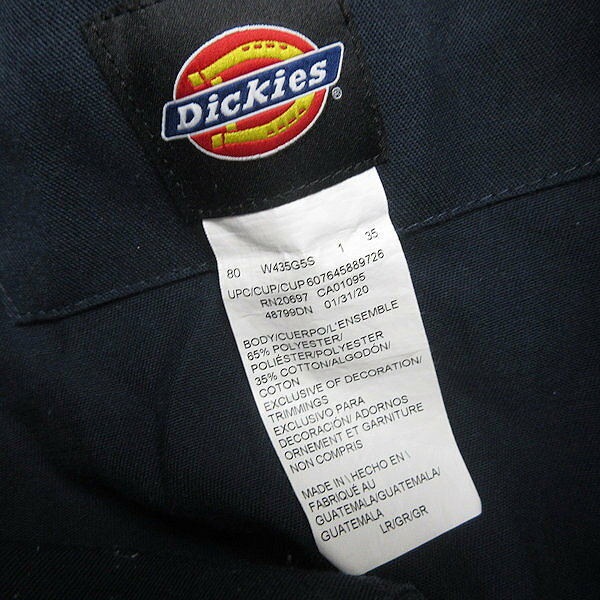 Dickies
®
80 W435G5S 1 35
UPC/CUP/CUP 607645889726
RN20697 CA01095
48799DN 01/31/20
BODY/CUERPO/L'ENSEMBLE
65% POLYESTER/
POLIÉSTER/POLYESTER
35% COTTON/ALGODÓN/
COTON
EXCLUSIVE OF DECORATION/
TRIMMINGS
EXCLUSIVO PARA
DECORACIÓN/ ADORNOS
ORNEMENT ET GARNITURE
NON COMPRIS
MADE IN \ HECHO EN \
FABRIQUÉ AU
GUATEMALA/GUATEMALA/
GUATEMALA
LR/GR/GR